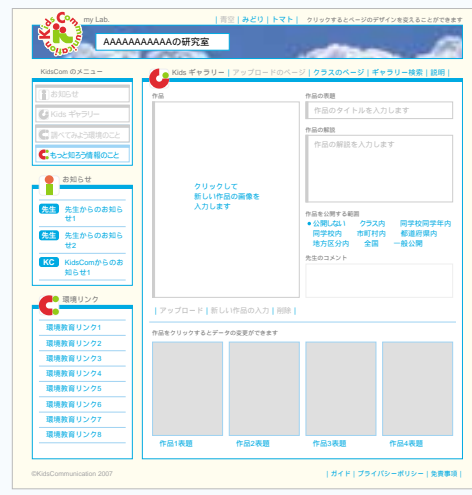 KidsCommunication
my Lab.
| 青空 | みどり | トマト | クリックするとページのデザインを変えることができます
AAAAAAAAAAAの研究室
KidsCom のメニュー
お知らせ
Kids ギャラリー
調べてみよう環境のこと
もっと知ろう情報のこと
お知らせ
先生 先生からのお知ら
せ1
先生 先生からのお知ら
せ2
KC KidsComからのお
知らせ1
環境リンク
環境教育リンク1
環境教育リンク2
環境教育リンク3
環境教育リンク4
環境教育リンク5
環境教育リンク6
環境教育リンク7
環境教育リンク8
Kids ギャラリー | アップロードのページ | クラスのページ | ギャラリー検索 | 説明 |
作品
クリックして
新しい作品の画像を
入力します
作品の表題
作品のタイトルを入力します
作品の解説
作品の解説を入力します
作品を公開する範囲
●公開しない クラス内 同学校同学年内
同学校内 市町村内 都道府県内
地方区分内 全国 一般公開
先生のコメント
| アップロード | 新しい作品の入力 | 削除 |
作品をクリックするとデータの変更ができます
作品1表題 作品2表題 作品3表題 作品4表題
©KidsCommunication 2007
| ガイド | プライバシーポリシー | 免責事項 |